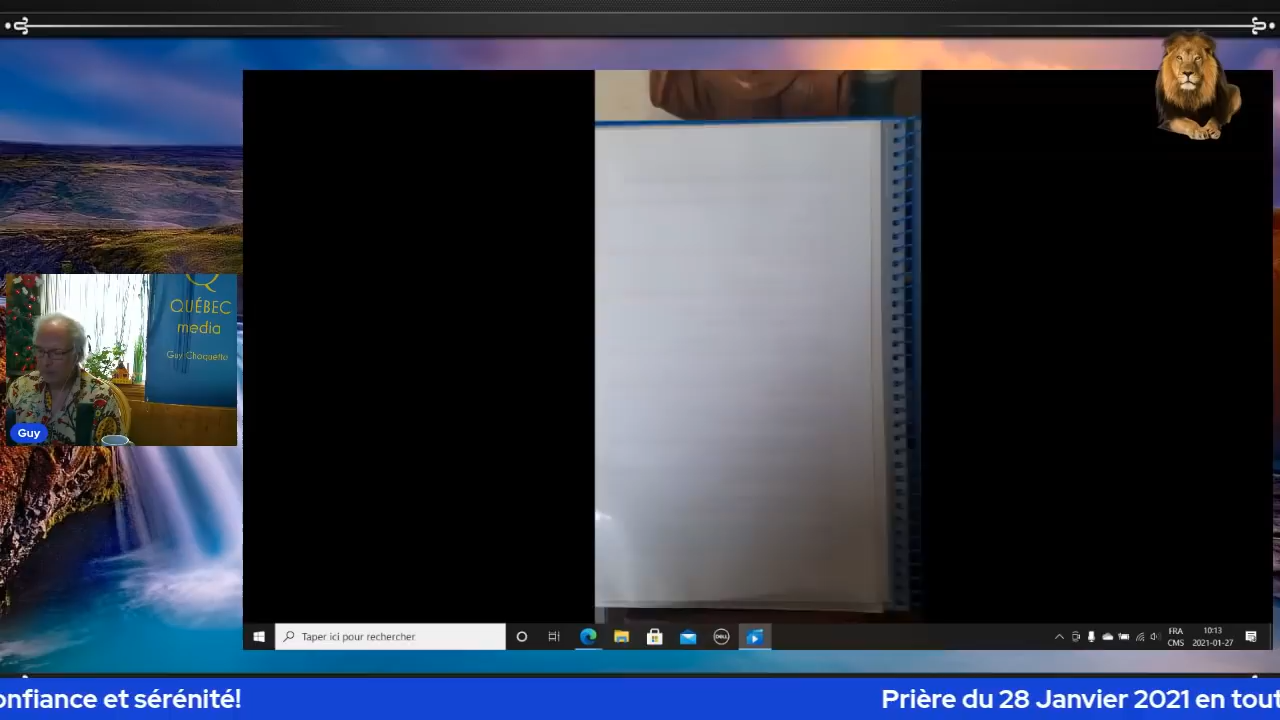 QUÉBEC
media
Guy Choquette
Guy
Taper ici pour rechercher
DELL
FRA
CMS
10:13
2021-01-27
onfiance et sérénité!
Prière du 28 Janvier 2021 en tout